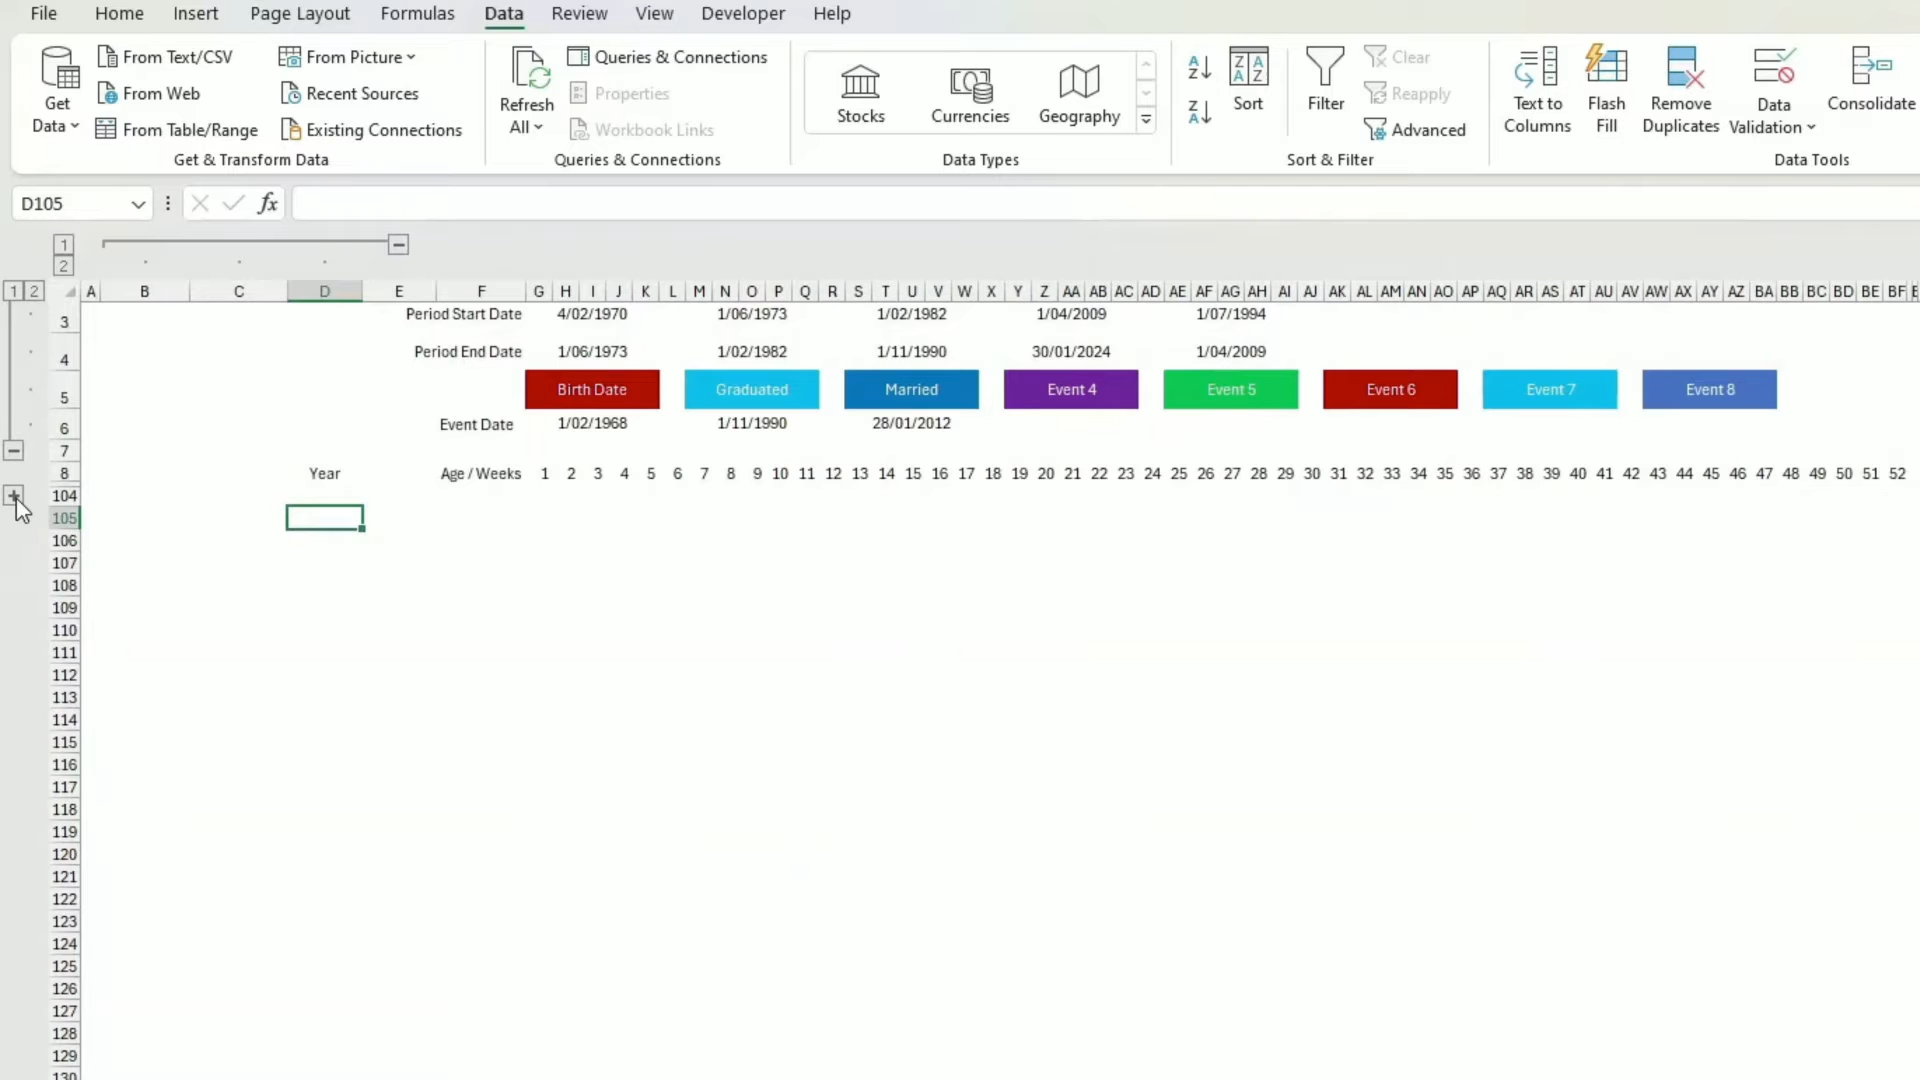 File Home Insert Page Layout Formulas Data Review View Developer Help
Get Data
From Text/CSV
From Web
From Table/Range
From Picture
Recent Sources
Existing Connections
Get & Transform Data
Refresh All
Queries & Connections
Properties
Workbook Links
Queries & Connections
Stocks
Currencies
Geography
Data Types
A Z
Z A
Z A A Z
Sort
Filter
Clear
Reapply
Advanced
Sort & Filter
Text to Columns
Flash Fill
Remove Duplicates
Data Validation
Consolidate
Data Tools
D105 fx
1
2
1 2 A B C D E F G H I J K L M N O P Q R S T U V W X Y Z AA AB AC AD AE AF AG AH AI AJ AK AL AM AN AO AP AQ AR AS AT AU AV AW AX AY AZ BA BB BC BD BE BF
3 Period Start Date 4/02/1970 1/06/1973 1/02/1982 1/04/2009 1/07/1994
4 Period End Date 1/06/1973 1/02/1982 1/11/1990 30/01/2024 1/04/2009
5 Birth Date Graduated Married Event 4 Event 5 Event 6 Event 7 Event 8
6 Event Date 1/02/1968 1/11/1990 28/01/2012
7
8 Year Age / Weeks 1 2 3 4 5 6 7 8 9 10 11 12 13 14 15 16 17 18 19 20 21 22 23 24 25 26 27 28 29 30 31 32 33 34 35 36 37 38 39 40 41 42 43 44 45 46 47 48 49 50 51 52
104
105
106
107
108
109
110
111
112
113
114
115
116
117
118
119
120
121
122
123
124
125
126
127
128
129
130